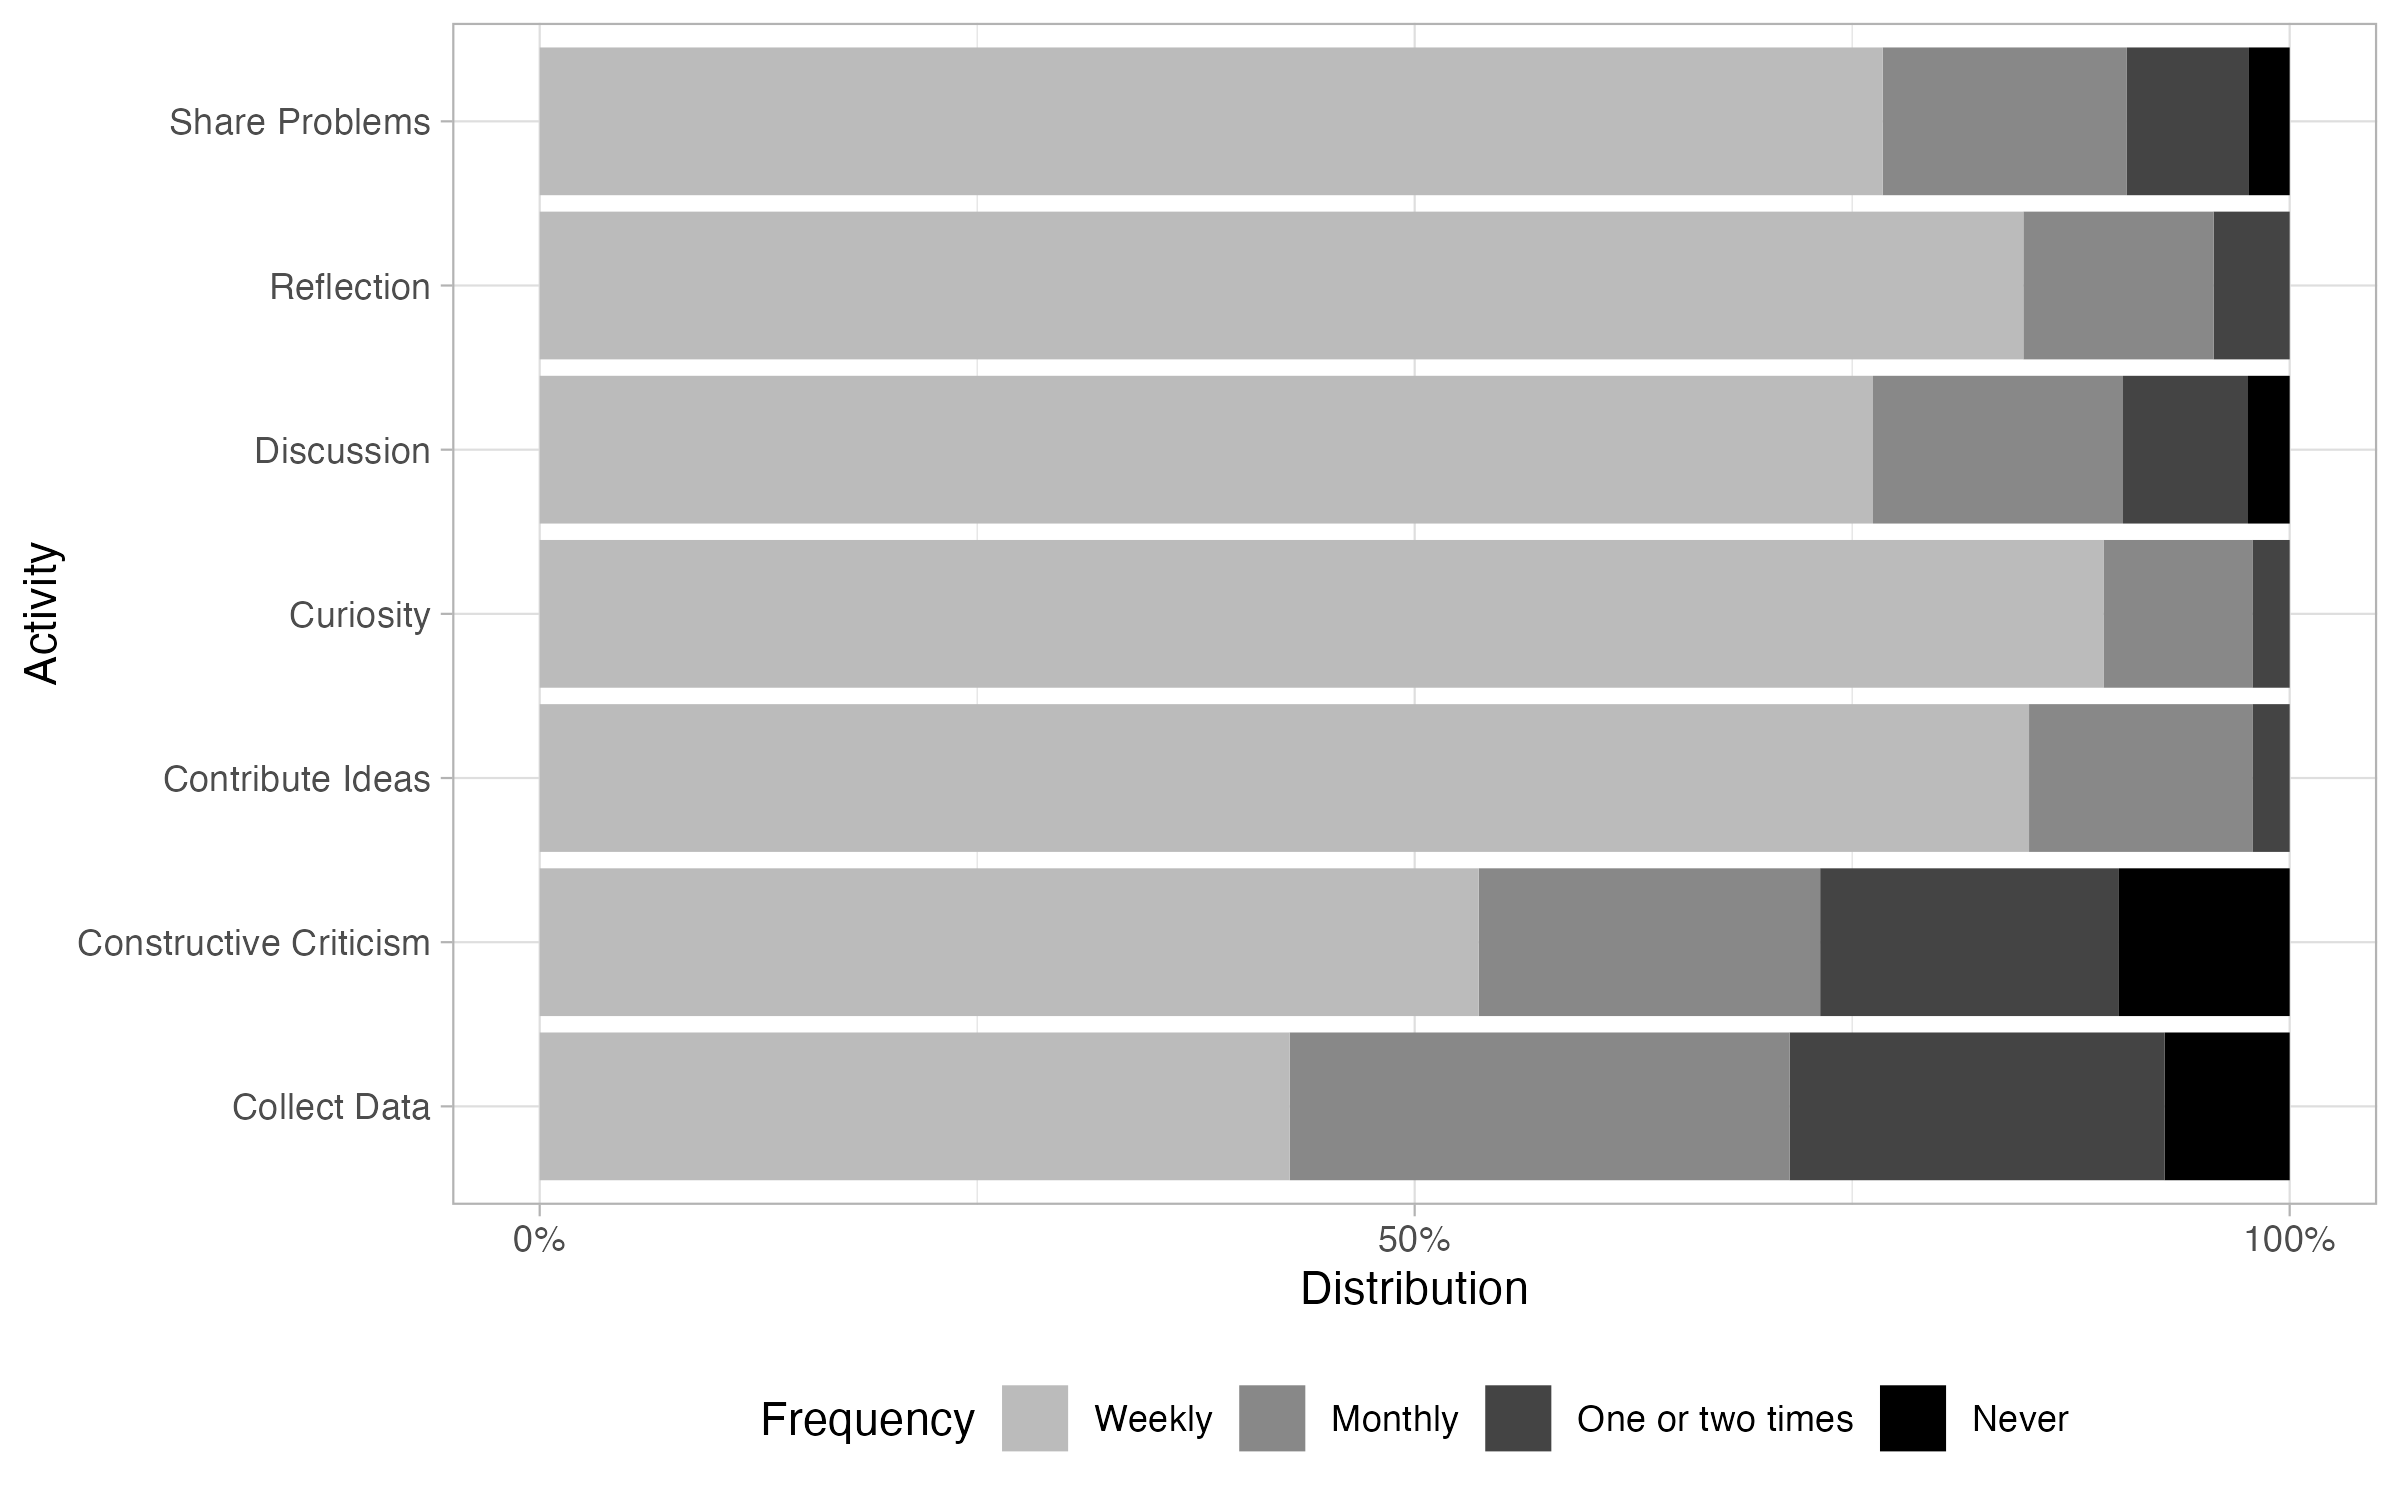 Activity
Share Problems
Reflection
Discussion
Curiosity
Contribute Ideas
Constructive Criticism
Collect Data
0% 50% 100%
Distribution
Frequency Weekly Monthly One or two times Never